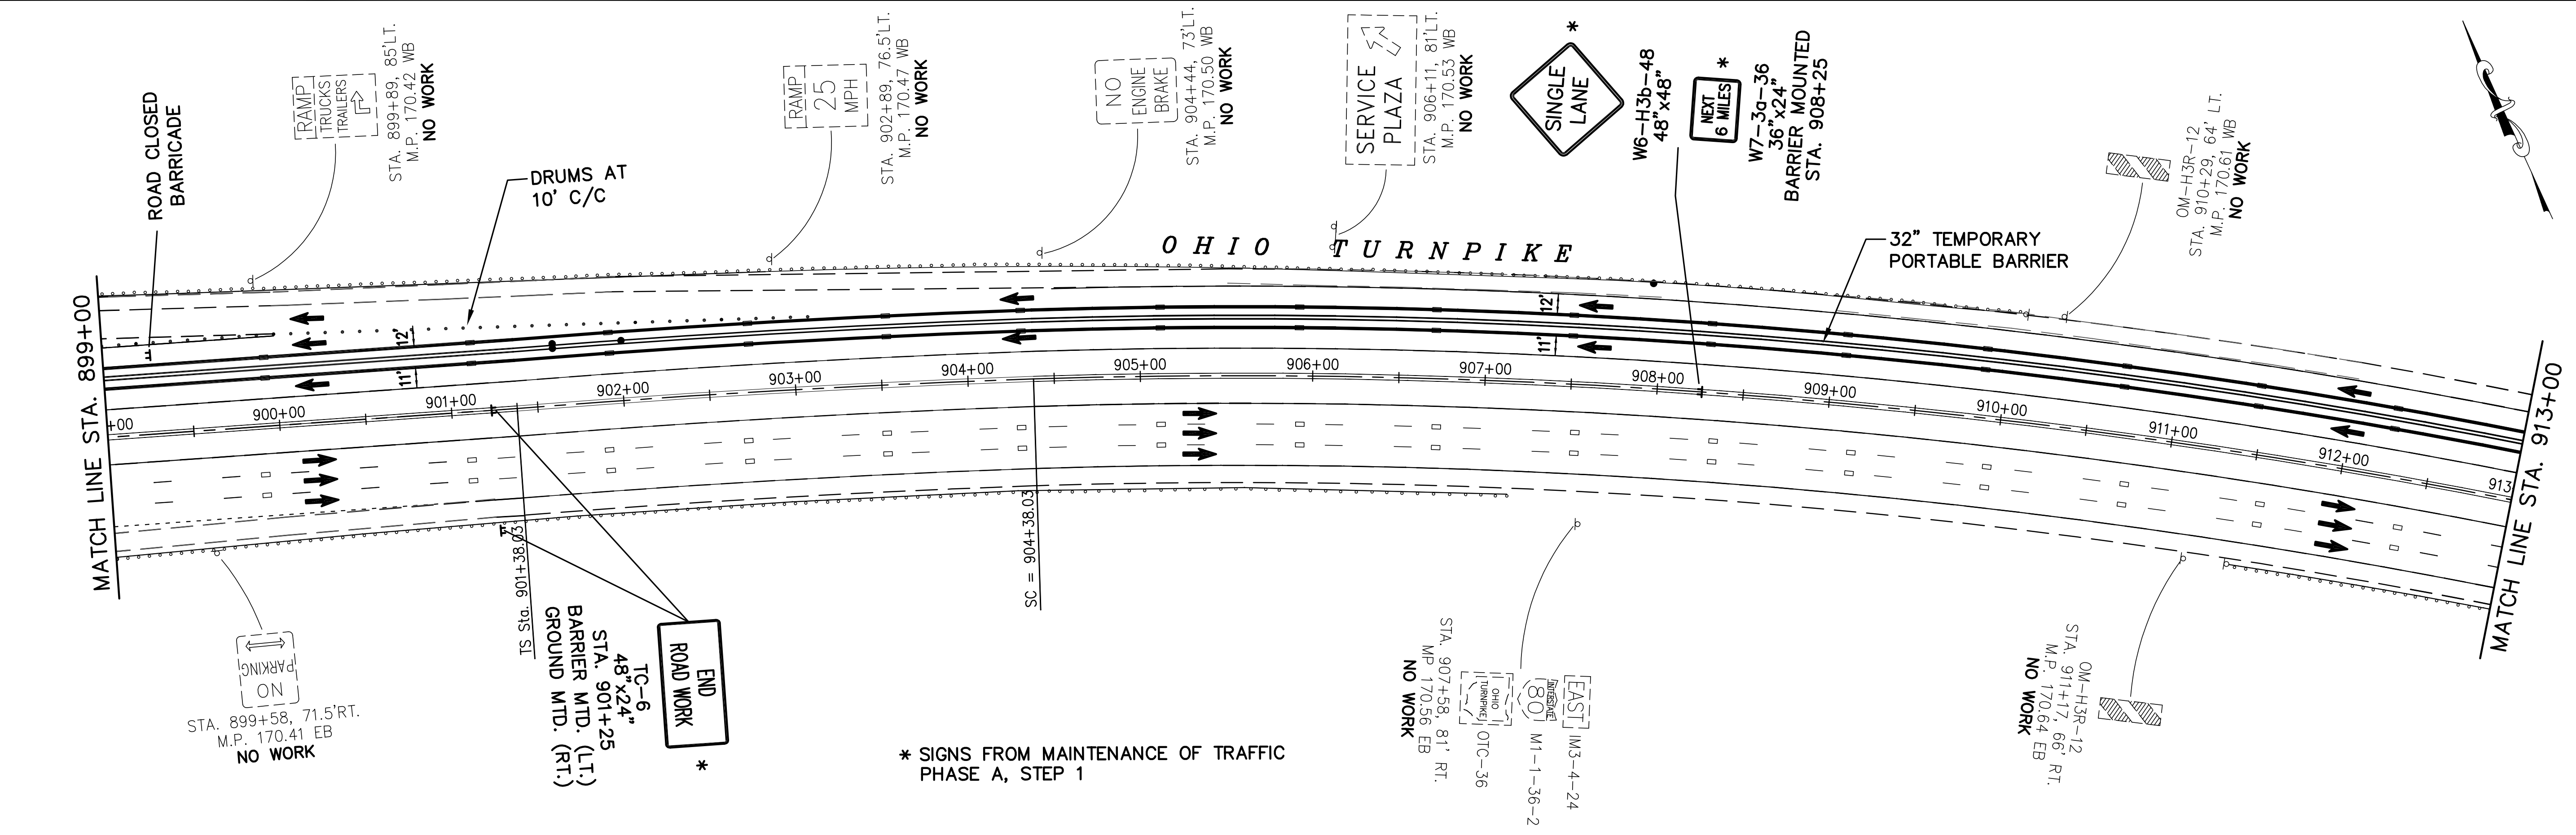 ROAD CLOSED
BARRICADE
RAMP
TRUCKS
TRAILERS
STA. 899+89, 85'LT.
M.P. 170.42 WB
NO WORK
DRUMS AT
10' C/C
RAMP
25
MPH
STA. 902+89, 76.5'LT.
M.P. 170.47 WB
NO WORK
NO
ENGINE
BRAKE
STA. 904+44, 73'LT.
M.P. 170.50 WB
NO WORK
SERVICE
PLAZA
STA. 906+11, 81'LT.
M.P. 170.53 WB
NO WORK
*
SINGLE
LANE
W6-H3b-48
48"x48"
*
NEXT
6 MILES
W7-3a-36
36"x24"
BARRIER MOUNTED
STA. 908+25
OM-H3R-12
STA. 910+29, 64' LT.
M.P. 170.61 WB
NO WORK
OHIO TURNPIKE
32" TEMPORARY
PORTABLE BARRIER
MATCH LINE STA. 899+00
12'
11'
12'
11'
+00
900+00
901+00
902+00
903+00
904+00
905+00
906+00
907+00
908+00
909+00
910+00
911+00
912+00
913
MATCH LINE STA. 913+00
TS Sta. 901+38.03
SC = 904+38.03
NO
PARKING
STA. 899+58, 71.5'RT.
M.P. 170.41 EB
NO WORK
END
ROAD WORK
*
TC-6
48"x24"
STA. 901+25
BARRIER MTD. (LT.)
GROUND MTD. (RT.)
* SIGNS FROM MAINTENANCE OF TRAFFIC
PHASE A, STEP 1
STA. 907+58, 81' RT.
MP 170.56 EB
NO WORK
OHIO
TURNPIKE
OTC-36
INTERSTATE
80
M1-1-36-2
EAST
IM3-4-24
OM-H3R-12
STA. 911+17, 66' RT.
M.P. 170.64 EB
NO WORK